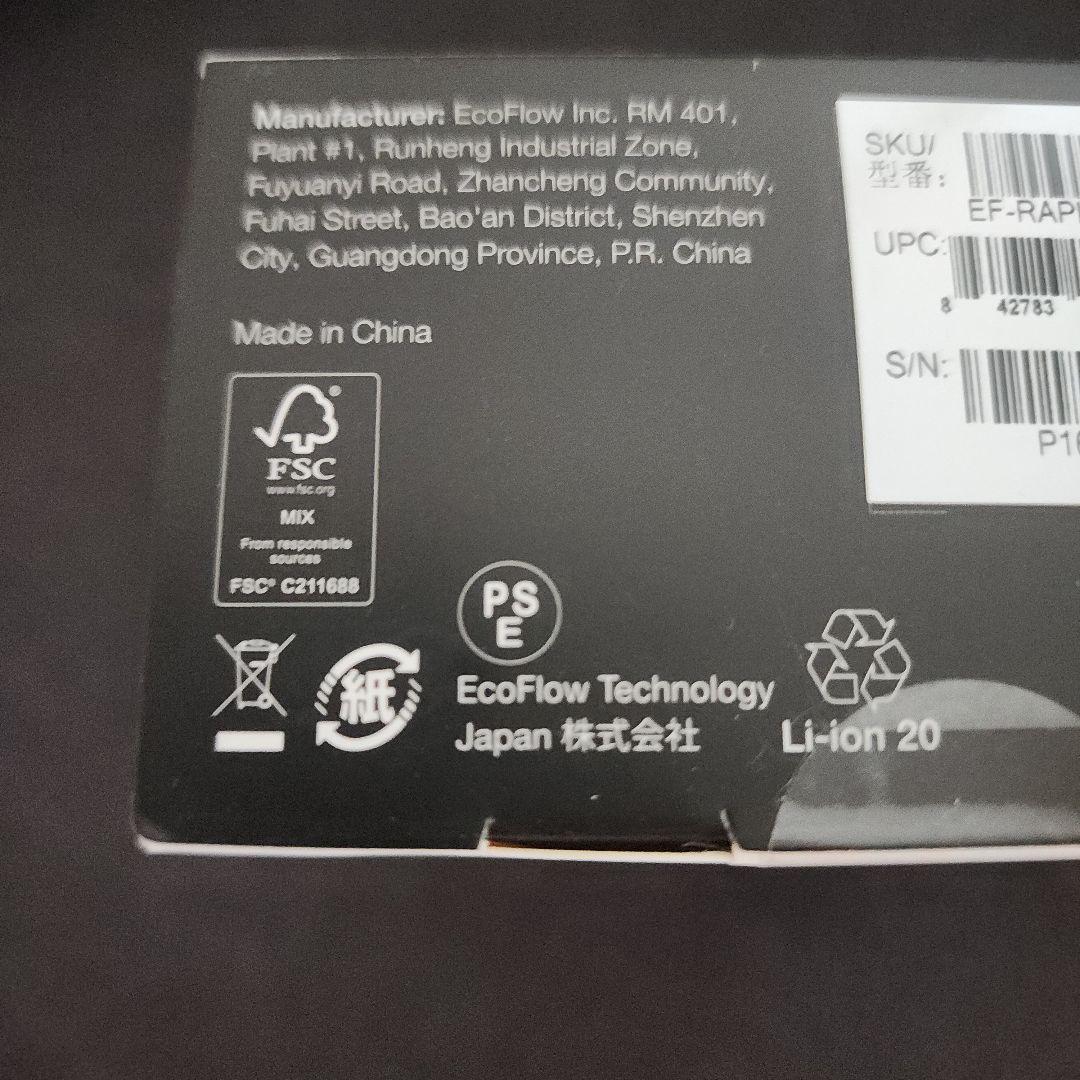 Manufacturer: EcoFlow Inc. RM 401,
Plant #1, Runheng Industrial Zone,
Fuyuanyi Road, Zhancheng Community,
Fuhai Street, Bao'an District, Shenzhen
City, Guangdong Province, P.R. China
Made in China
FSC
www.fsc.org
MIX
From responsible
sources
FSC® C211688
紙
PS
E
EcoFlow Technology
Japan 株式会社
Li-ion 20
SKU/
型番:
EF-RAP
UPC:
8 42783
S/N:
P10